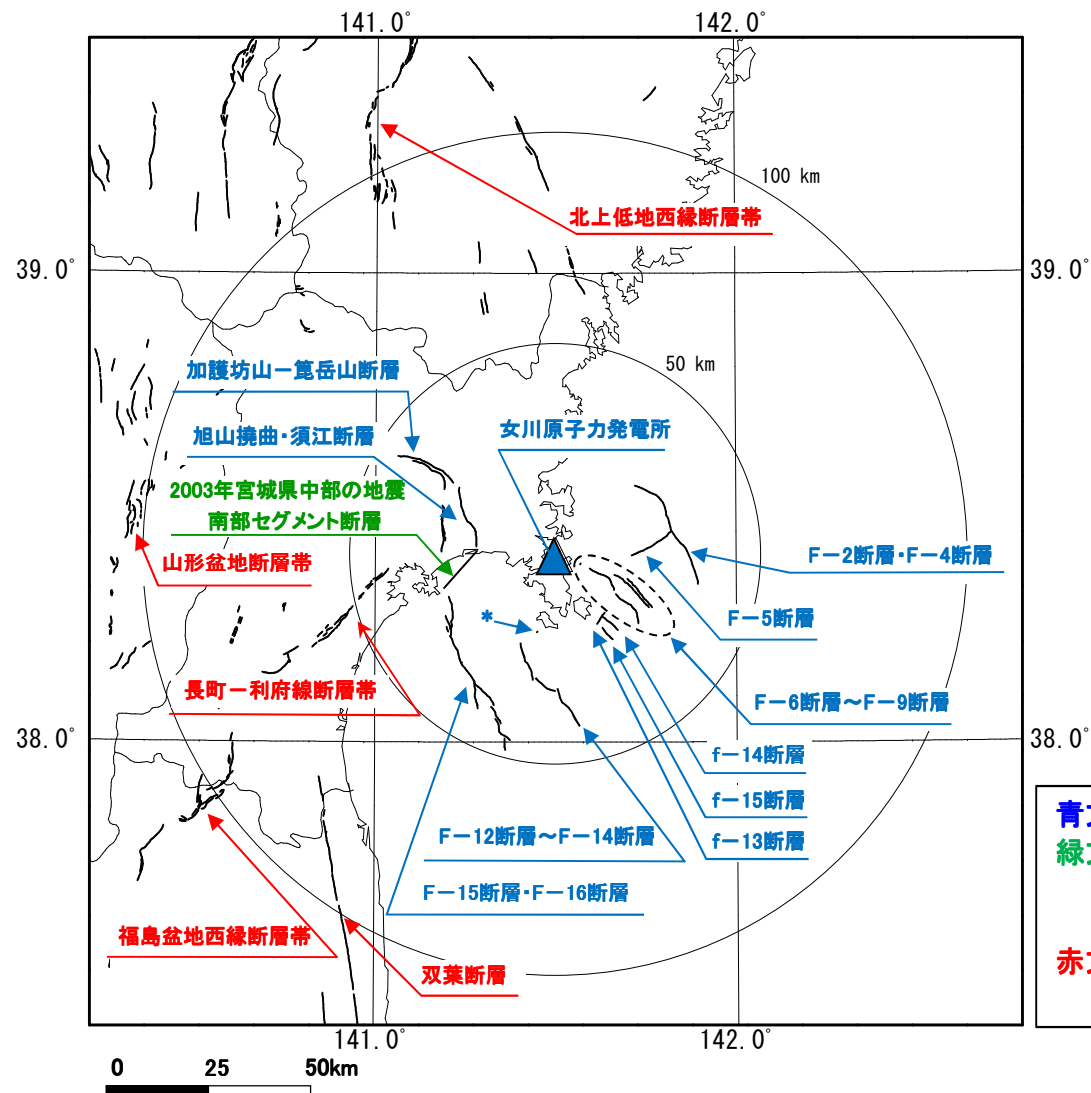 141.0°
142.0°
100 km
北上低地西縁断層帯
39.0°
39.0°
50 km
加護坊山－箟岳山断層
旭山撓曲・須江断層
女川原子力発電所
2003年宮城県中部の地震
南部セグメント断層
山形盆地断層帯
F－2断層・F－4断層
F－5断層
*
長町－利府線断層帯
F－6断層～F－9断層
38.0°
38.0°
f－14断層
f－15断層
f－13断層
F－12断層～F－14断層
F－15断層・F－16断層
福島盆地西縁断層帯
双葉断層
青
緑
赤
141.0°
142.0°
0 25 50km